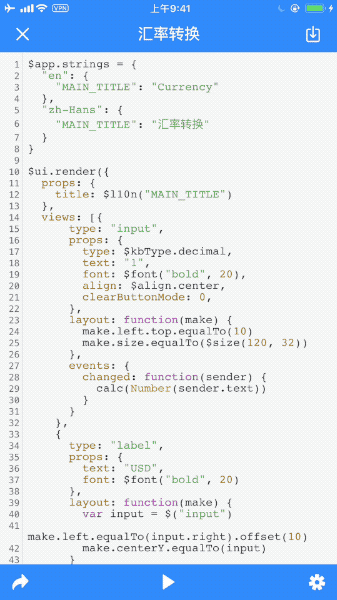 VPN 上午9:41
汇率转换
1 $app.strings = {
2 "en": {
3 "MAIN_TITLE": "Currency"
4 },
5 "zh-Hans": {
6 "MAIN_TITLE": "汇率转换"
7 }
8 }
9
10 $ui.render({
11 props: {
12 title: $l10n("MAIN_TITLE")
13 },
14 views: [{
15 type: "input",
16 props: {
17 type: $kbType.decimal,
18 text: "1",
19 font: $font("bold", 20),
20 align: $align.center,
21 clearButtonMode: 0,
22 },
23 layout: function(make) {
24 make.left.top.equalTo(10)
25 make.size.equalTo($size(120, 32))
26 },
27 events: {
28 changed: function(sender) {
29 calc(Number(sender.text))
30 }
31 }
32 },
33 {
34 type: "label",
35 props: {
36 text: "USD",
37 font: $font("bold", 20)
38 },
39 layout: function(make) {
40 var input = $("input")
41
make.left.equalTo(input.right).offset(10)
42 make.centerY.equalTo(input)
43 }